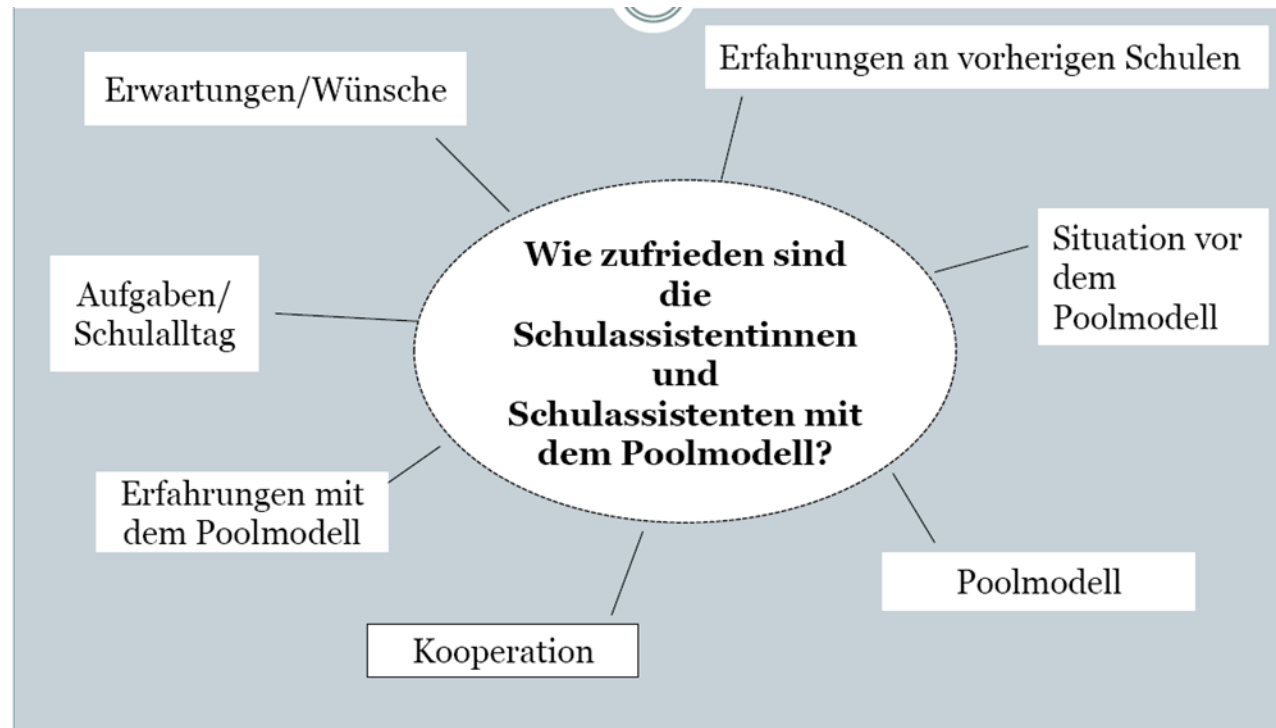 Erwartungen/Wünsche
Erfahrungen an vorherigen Schulen
Wie zufrieden sind
die
Schulassistentinnen
und
Schulassistenten mit
dem Poolmodell?
Situation vor
dem
Poolmodell
Aufgaben/
Schulalltag
Erfahrungen mit
dem Poolmodell
Poolmodell
Kooperation